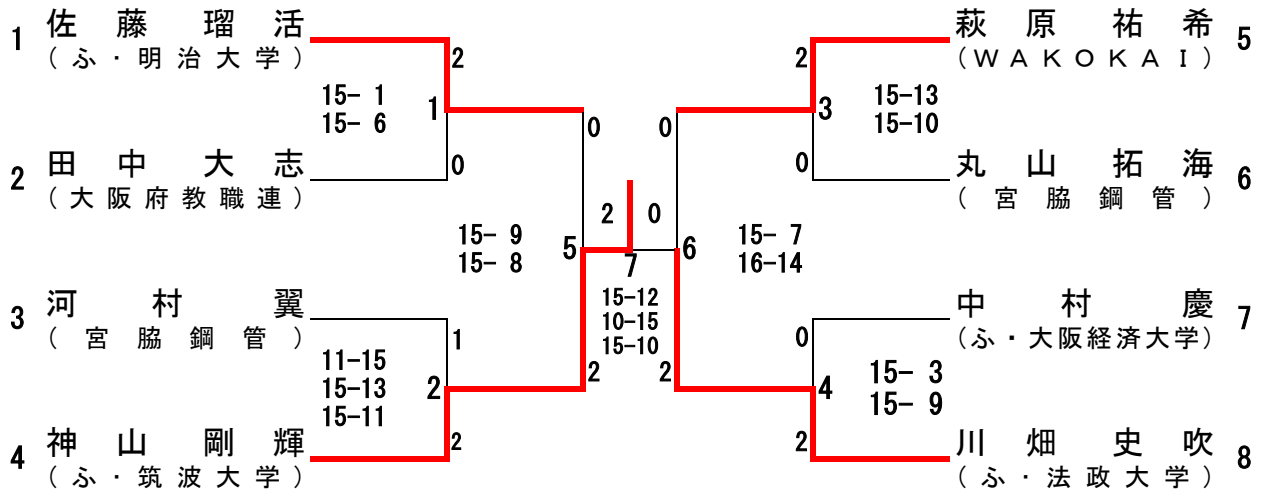 1 佐藤瑠活
(ふ・明治大学)
2
15- 1
15- 6
1
0
2 田中大志
(大阪府教職連)
0
15- 9
15- 8
5
3 河村翼
(宮脇鋼管)
1
11-15
15-13
15-11
2
2
4 神山剛輝
(ふ・筑波大学)
2
2 0
7
15-12
10-15
15-10
萩原祐希 5
(WAKOKAI)
2
15-13
15-10
3
0
丸山拓海 6
(宮脇鋼管)
0
6
15- 7
16-14
中村慶 7
(ふ・大阪経済大学)
0
15- 3
15- 9
4
2
川畑史吹 8
(ふ・法政大学)
2